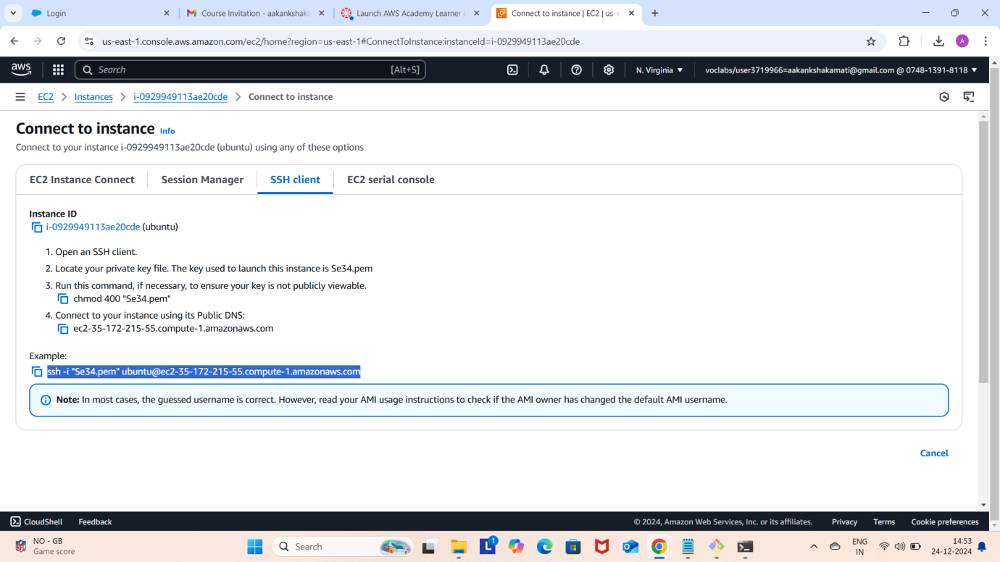 Login
Course Invitation - aakanksha
Launch AWS Academy Learner
Connect to instance | EC2 | us-e
us-east-1.console.aws.amazon.com/ec2/home?region=us-east-1#ConnectToInstance:instanceId=i-0929949113ae20cde
A
aws
Search
[Alt+S]
N. Virginia
voclabs/user3719966=aakankshakamati@gmail.com @ 0748-1391-8118
EC2
Instances
i-0929949113ae20cde
Connect to instance
Connect to instance Info
Connect to your instance i-0929949113ae20cde (ubuntu) using any of these options
EC2 Instance Connect
Session Manager
SSH client
EC2 serial console
Instance ID
i-0929949113ae20cde (ubuntu)
1. Open an SSH client.
2. Locate your private key file. The key used to launch this instance is Se34.pem
3. Run this command, if necessary, to ensure your key is not publicly viewable.
chmod 400 "Se34.pem"
4. Connect to your instance using its Public DNS:
ec2-35-172-215-55.compute-1.amazonaws.com
Example:
ssh -i "Se34.pem" ubuntu@ec2-35-172-215-55.compute-1.amazonaws.com
Note: In most cases, the guessed username is correct. However, read your AMI usage instructions to check if the AMI owner has changed the default AMI username.
Cancel
CloudShell
Feedback
© 2024, Amazon Web Services, Inc. or its affiliates.
Privacy
Terms
Cookie preferences
NO - GB
Game score
Search
L
1
ENG
IN
14:53
24-12-2024